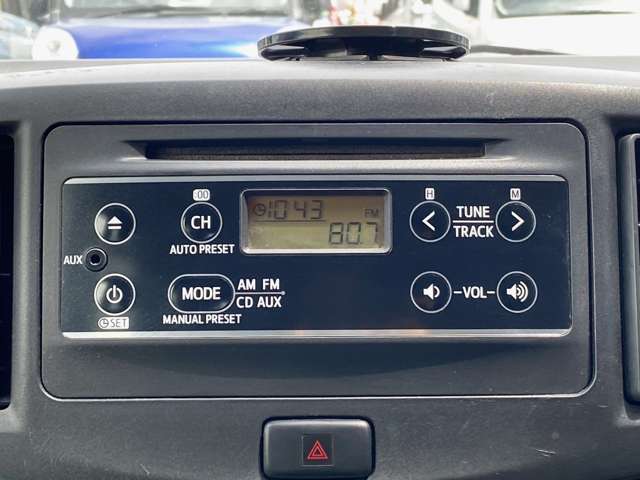 :00
CH
AUTO PRESET
10:43
FM
80.7
H
M
<
TUNE
TRACK
>
AUX
SET
MODE
AM FM
CD AUX
MANUAL PRESET
VOL